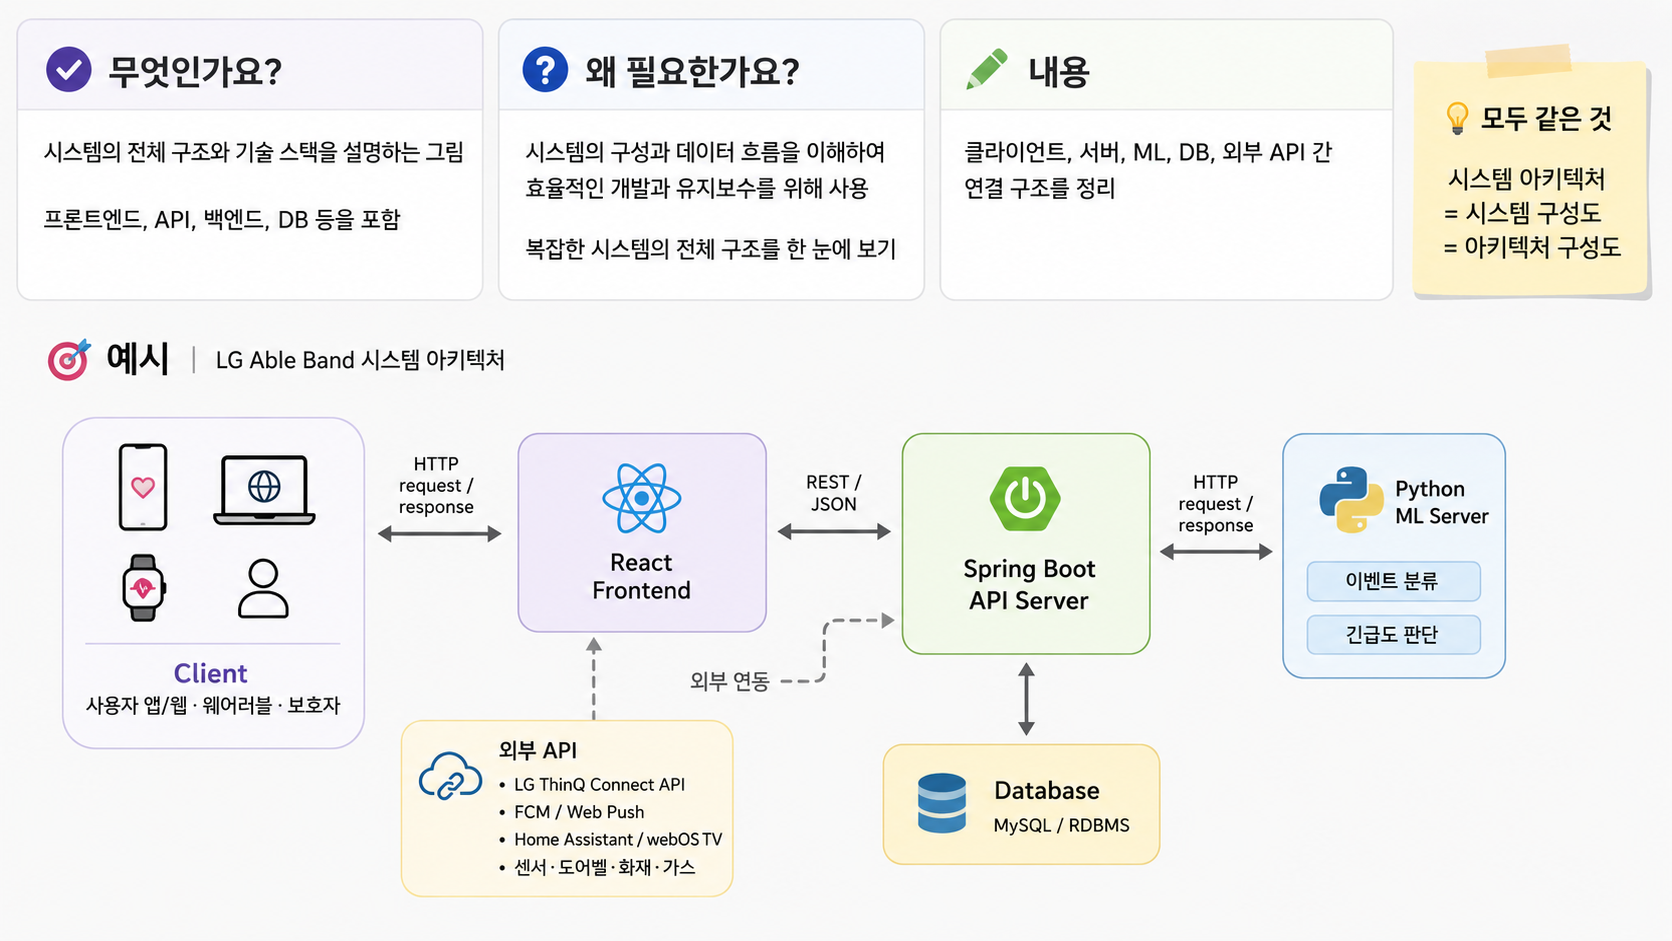 무엇인가요?
시스템의 전체 구조와 기술 스택을 설명하는 그림
프론트엔드, API, 백엔드, DB 등을 포함
왜 필요한가요?
시스템의 구성과 데이터 흐름을 이해하여
효율적인 개발과 유지보수를 위해 사용
복잡한 시스템의 전체 구조를 한 눈에 보기
내용
클라이언트, 서버, ML, DB, 외부 API 간
연결 구조를 정리
모두 같은 것
시스템 아키텍처
= 시스템 구성도
= 아키텍처 구성도
예시 | LG Able Band 시스템 아키텍처
Client
사용자 앱/웹 · 웨어러블 · 보호자
HTTP
request /
response
React
Frontend
REST /
JSON
Spring Boot
API Server
HTTP
request /
response
Python
ML Server
이벤트 분류
긴급도 판단
외부 연동
외부 API
• LG ThinQ Connect API
• FCM / Web Push
• Home Assistant / webOS TV
• 센서 · 도어벨 · 화재 · 가스
Database
MySQL / RDBMS